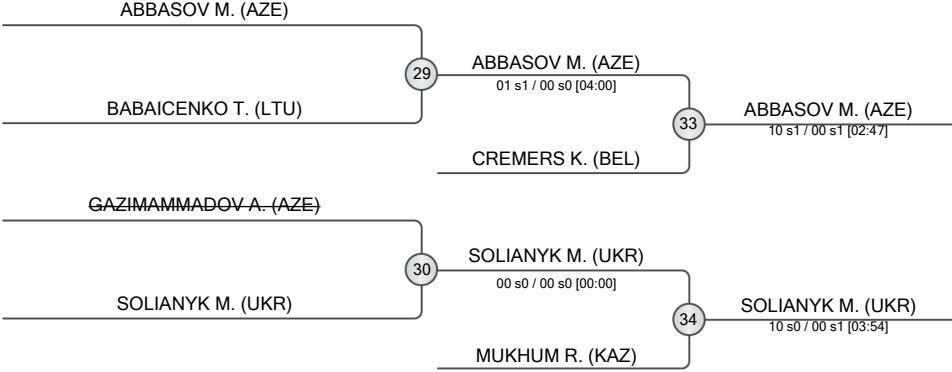 ABBASOV M. (AZE)
29
BABAICENKO T. (LTU)
ABBASOV M. (AZE)
01 s1 / 00 s0 [04:00]
33
CREMERS K. (BEL)
ABBASOV M. (AZE)
10 s1 / 00 s1 [02:47]
GAZIMAMMADOV A. (AZE)
30
SOLIANYK M. (UKR)
SOLIANYK M. (UKR)
00 s0 / 00 s0 [00:00]
34
MUKHUM R. (KAZ)
SOLIANYK M. (UKR)
10 s0 / 00 s1 [03:54]